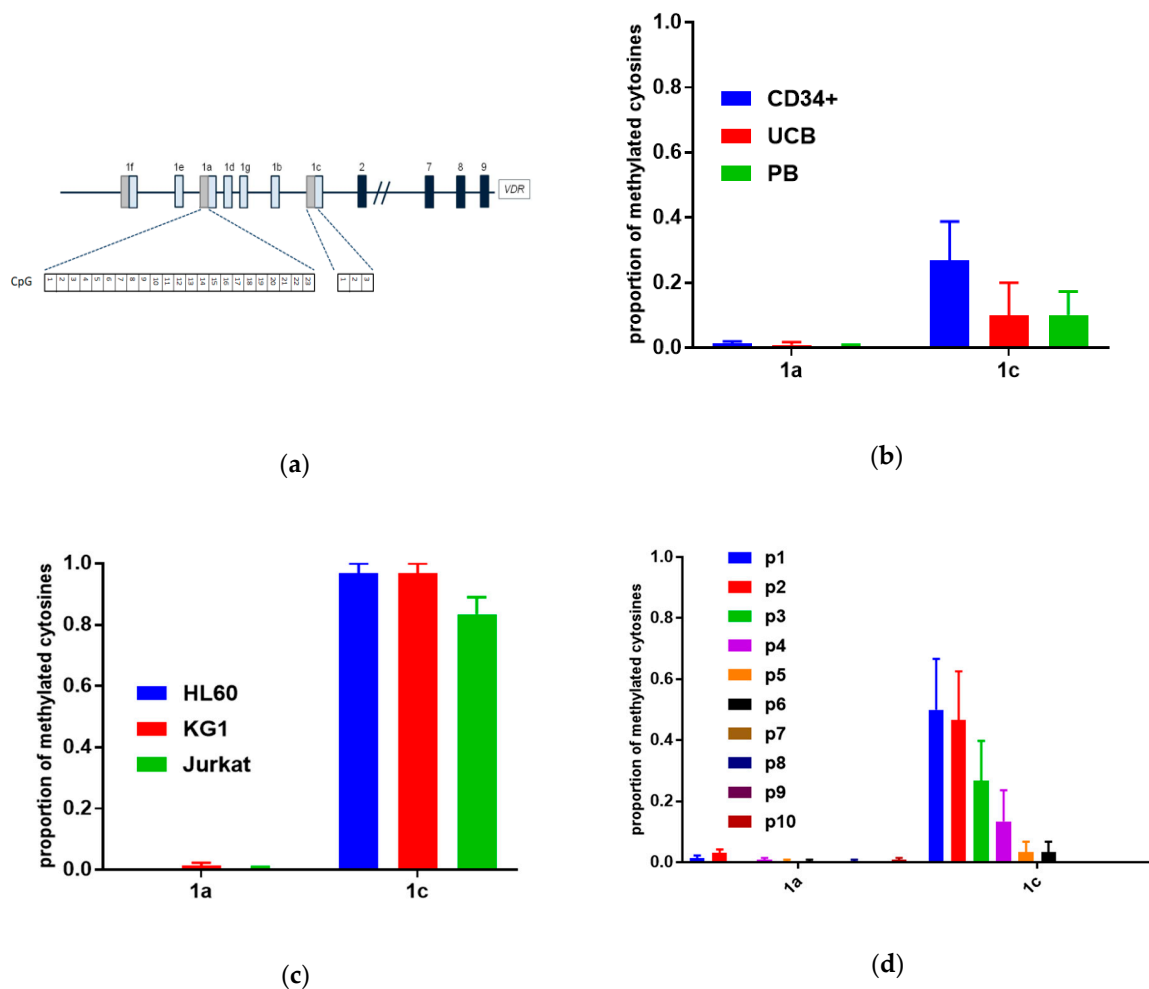 1f 1e 1a 1d 1g 1b 1c 2 7 8 9
VDR
CpG 1 2 3 4 5 6 7 8 9 10 11 12 13 14 15 16 17 18 19 20 21 22 23 1 2 3
(a)
proportion of methylated cytosines
1.0
0.8
0.6
0.4
0.2
0.0
CD34+
UCB
PB
1a 1c
(b)
proportion of methylated cytosines
1.0
0.8
0.6
0.4
0.2
0.0
HL60
KG1
Jurkat
1a 1c
(c)
proportion of methylated cytosines
1.0
0.8
0.6
0.4
0.2
0.0
p1
p2
p3
p4
p5
p6
p7
p8
p9
p10
1a 1c
(d)